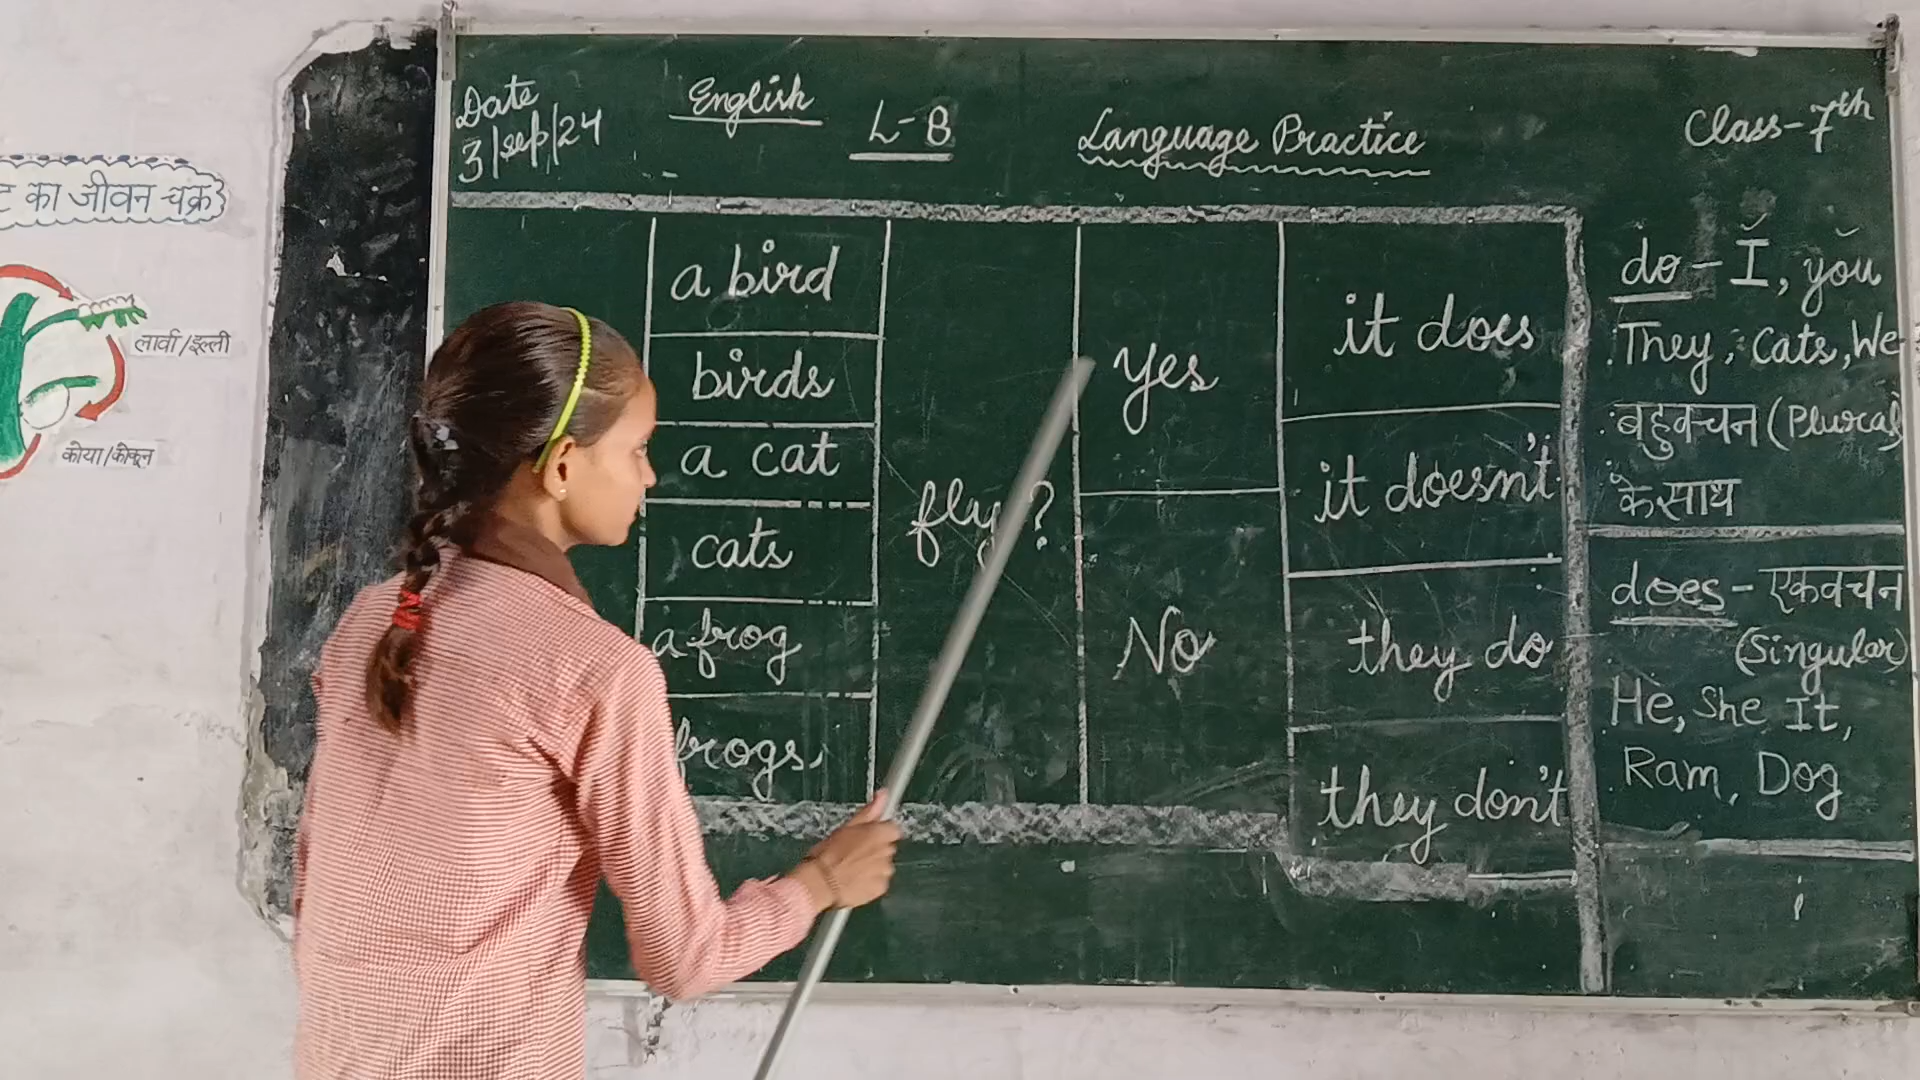 Date
3/sep/24
English
L-8
Language Practice
Class-7th
का जीवन चक्र
लार्वा/इल्ली
कोया/कोकून
a bird
birds
a cat
cats
a frog
frogs
fly?
Yes
No
it does
it doesn't
they do
they don't
do - I, you
They, Cats, We
बहुवचन (Plural)
के साथ
does - एकवचन
(Singular)
He, She It,
Ram, Dog